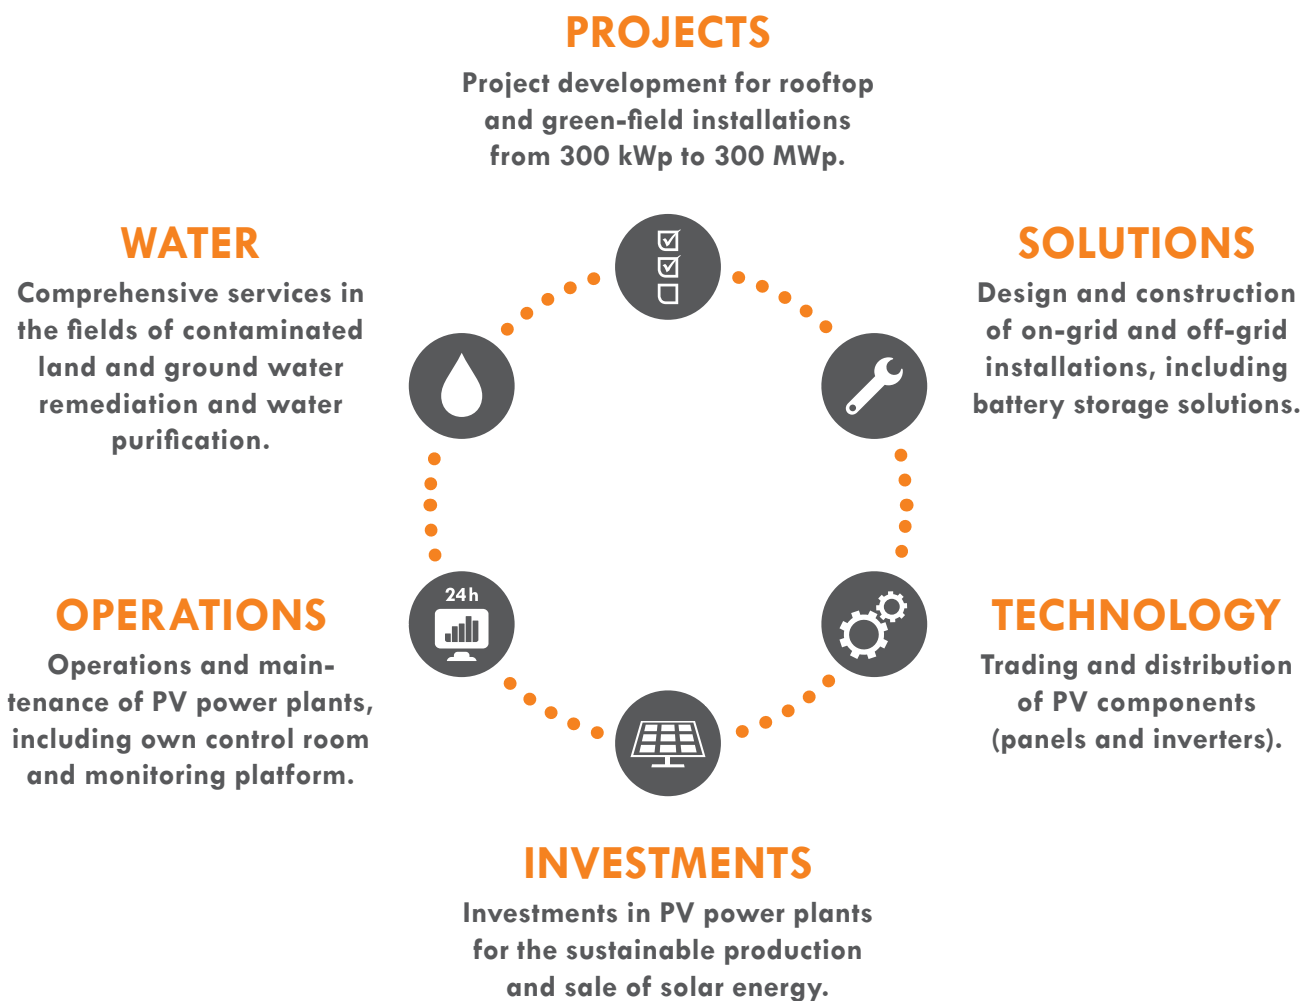 PROJECTS
Project development for rooftop
and green-field installations
from 300 kWp to 300 MWp.
WATER
Comprehensive services in
the fields of contaminated
land and ground water
remediation and water
purification.
SOLUTIONS
Design and construction
of on-grid and off-grid
installations, including
battery storage solutions.
OPERATIONS
Operations and main-
tenance of PV power plants,
including own control room
and monitoring platform.
24h
TECHNOLOGY
Trading and distribution
of PV components
(panels and inverters).
INVESTMENTS
Investments in PV power plants
for the sustainable production
and sale of solar energy.